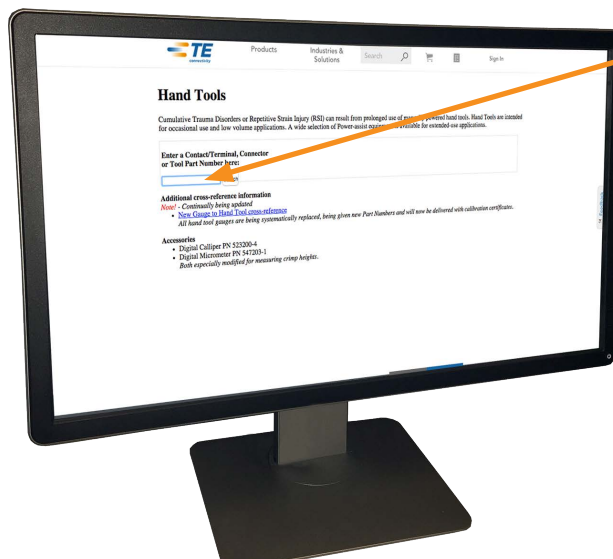 TE
connectivity
Products
Industries &
Solutions
Search
Sign In
Hand Tools
Cumulative Trauma Disorders or Repetitive Strain Injury (RSI) can result from prolonged use of powered hand tools. Hand Tools are intended
for occasional use and low volume applications. A wide selection of Power-assist available for extended use applications.
Enter a Contact/Terminal, Connector
or Tool Part Number here:
Additional cross-reference information
Note! - Continually being updated
• New Gauge to Hand Tool cross-reference
All hand tool gauges are being systematically replaced, being given new Part Numbers and will now be delivered with calibration certificates.
Accessories
• Digital Calliper PN 523200-4
• Digital Micrometer PN 547203-1
Both especially modified for measuring crimp heights.
Feedback